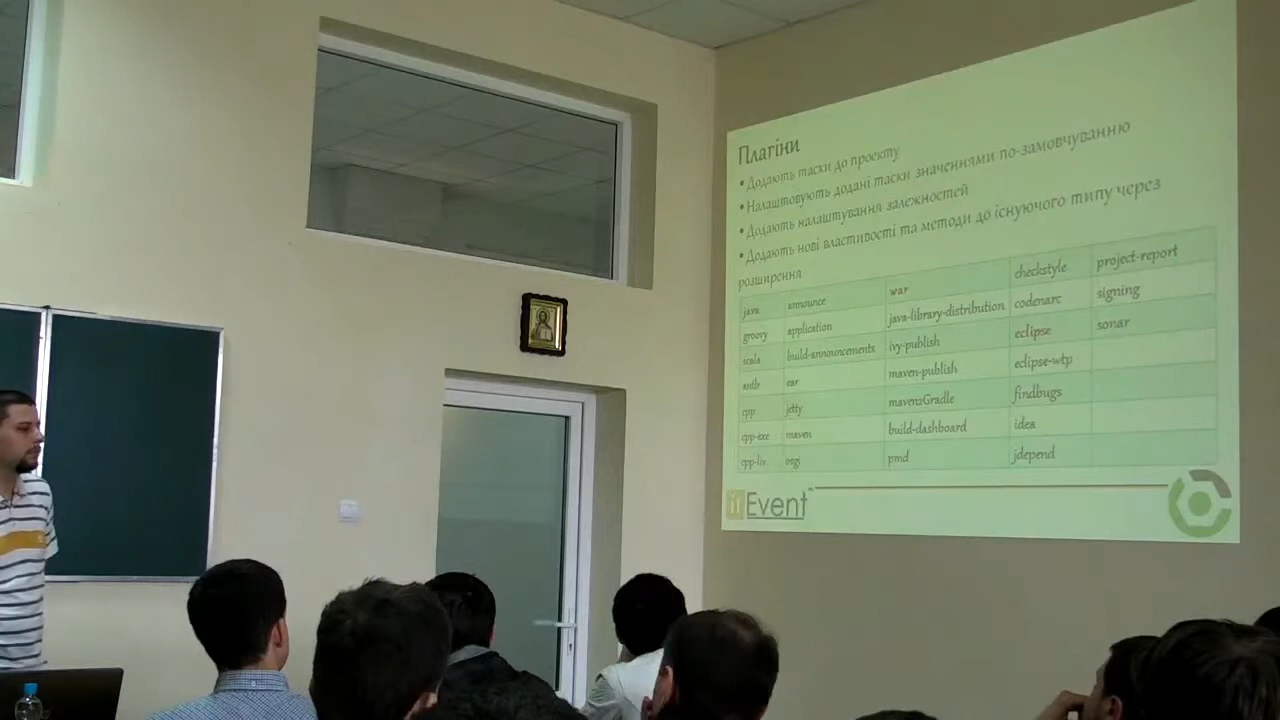 Плагіни
• Додають таски до проекту
• Налаштовують додані таски значеннями по-замовчуванню
• Додають налаштування залежностей
• Додають нові властивості та методи до існуючого типу через
розширення
java announce war checkstyle project-report
groovy application java-library-distribution codenarc signing
scala build-announcements ivy-publish eclipse sonar
antlr ear maven-publish eclipse-wtp
cpp jetty maven2Gradle findbugs
cpp-exe maven build-dashboard idea
cpp-liv osgi pmd jdepend
itEvent